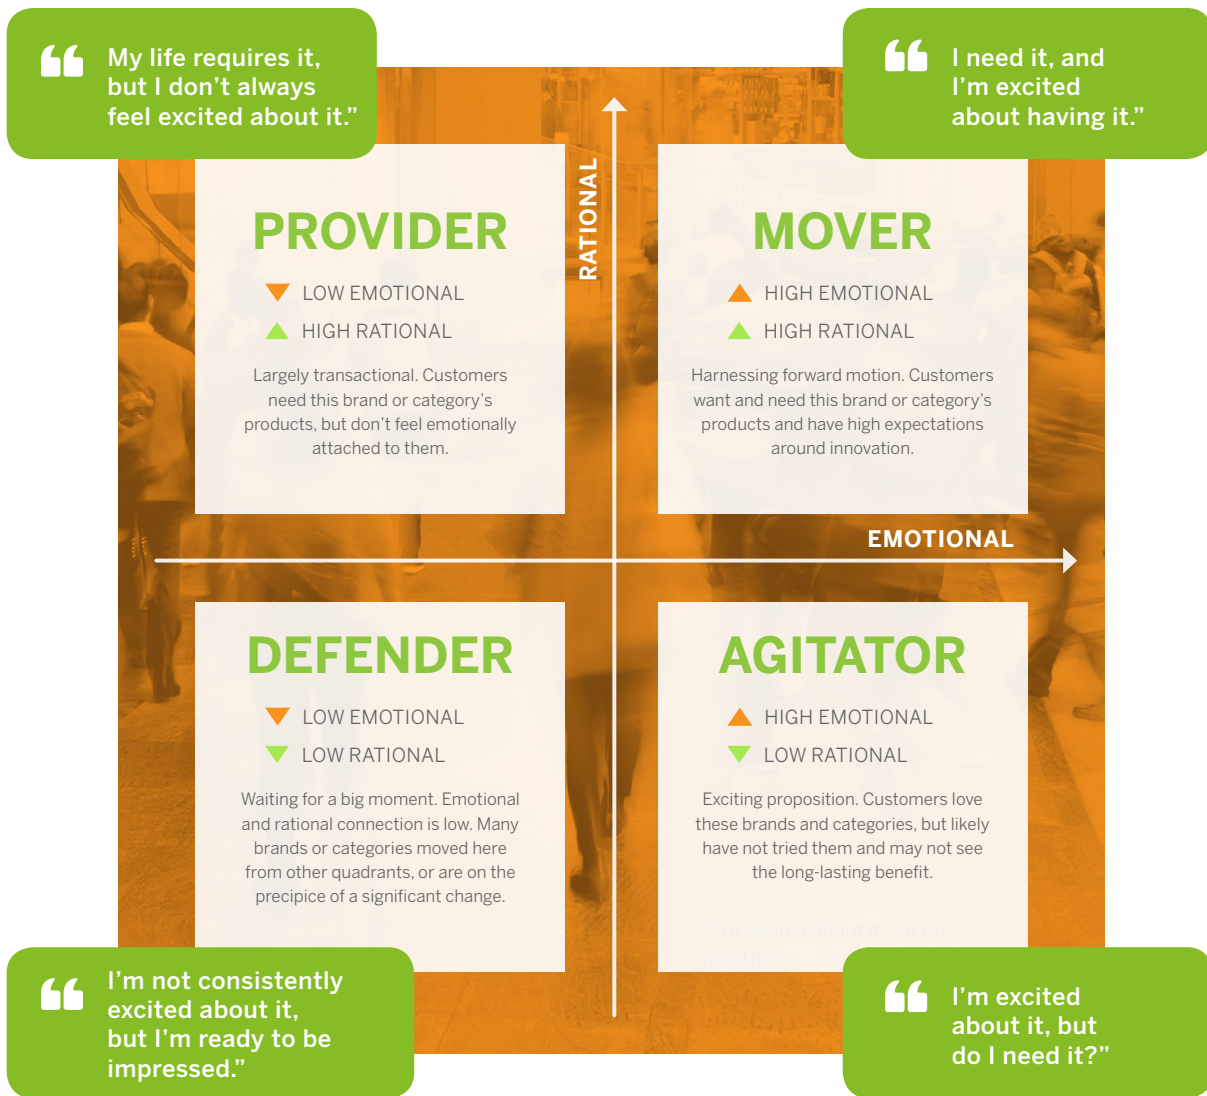 “ My life requires it,
but I don’t always
feel excited about it.”
“ I need it, and
I’m excited
about having it.”
RATIONAL
PROVIDER
LOW EMOTIONAL
HIGH RATIONAL
Largely transactional. Customers
need this brand or category’s
products, but don’t feel emotionally
attached to them.
MOVER
HIGH EMOTIONAL
HIGH RATIONAL
Harnessing forward motion. Customers
want and need this brand or category’s
products and have high expectations
around innovation.
EMOTIONAL
DEFENDER
LOW EMOTIONAL
LOW RATIONAL
Waiting for a big moment. Emotional
and rational connection is low. Many
brands or categories moved here
from other quadrants, or are on the
precipice of a significant change.
AGITATOR
HIGH EMOTIONAL
LOW RATIONAL
Exciting proposition. Customers love
these brands and categories, but likely
have not tried them and may not see
the long-lasting benefit.
“I’m excited about it, but do I
need it?”
“ I’m not consistently
excited about it,
but I’m ready to be
impressed.”
“ I’m excited
about it, but
do I need it?”